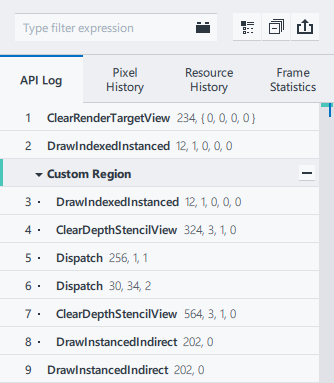 Type filter expression
API Log
Pixel History
Resource History
Frame Statistics
1 ClearRenderTargetView 234, { 0, 0, 0, 0 }
2 DrawIndexedInstanced 12, 1, 0, 0, 0
Custom Region
3 · DrawIndexedInstanced 12, 1, 0, 0, 0
4 · ClearDepthStencilView 324, 3, 1, 0
5 · Dispatch 256, 1, 1
6 · Dispatch 30, 34, 2
7 · ClearDepthStencilView 564, 3, 1, 0
8 · DrawInstancedIndirect 202, 0
9 DrawInstancedIndirect 202, 0